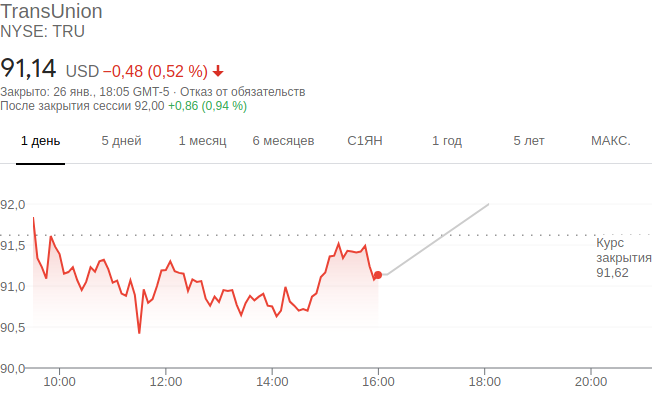 TransUnion
NYSE: TRU
91,14 USD −0,48 (0,52 %)
Закрыто: 26 янв., 18:05 GMT-5 · Отказ от обязательств
После закрытия сессии 92,00 +0,86 (0,94 %)
1 день 5 дней 1 месяц 6 месяцев С1ЯН 1 год 5 лет МАКС.
92,0
91,5
91,0
90,5
90,0
Курс
закрытия
91,62
10:00 12:00 14:00 16:00 18:00 20:00